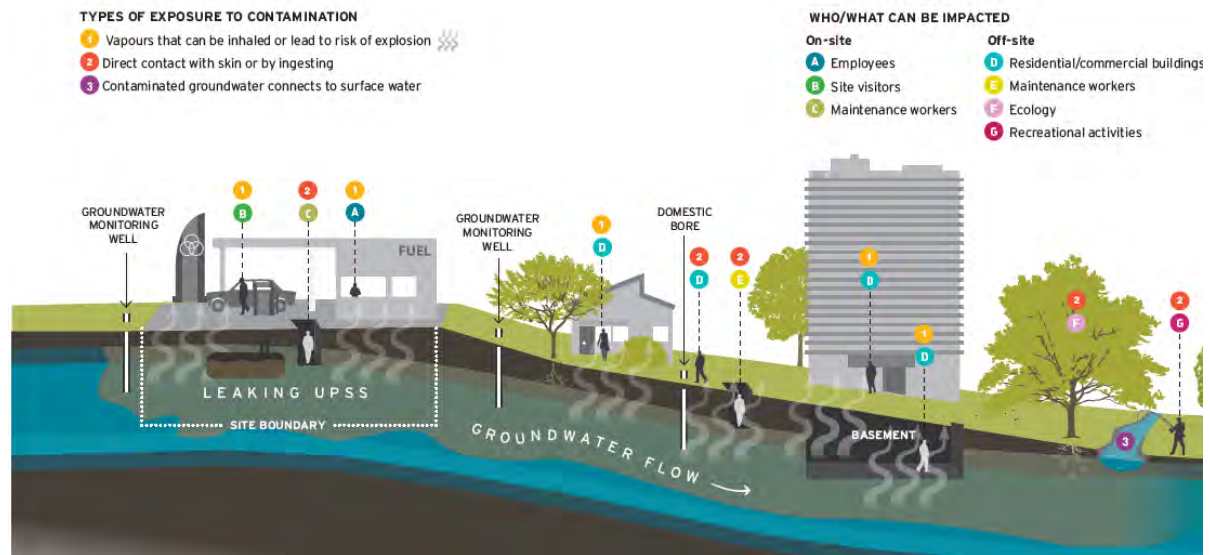 TYPES OF EXPOSURE TO CONTAMINATION
1 Vapours that can be inhaled or lead to risk of explosion
2 Direct contact with skin or by ingesting
3 Contaminated groundwater connects to surface water
WHO/WHAT CAN BE IMPACTED
On-site
A Employees
B Site visitors
C Maintenance workers
Off-site
D Residential/commercial buildings
E Maintenance workers
F Ecology
G Recreational activities
GROUNDWATER
MONITORING
WELL
1
B
2
C
1
A
FUEL
GROUNDWATER
MONITORING
WELL
1
D
DOMESTIC
BORE
2
D
2
E
1
D
1
D
2
F
2
G
LEAKING UPSS
SITE BOUNDARY
GROUNDWATER FLOW
BASEMENT
3